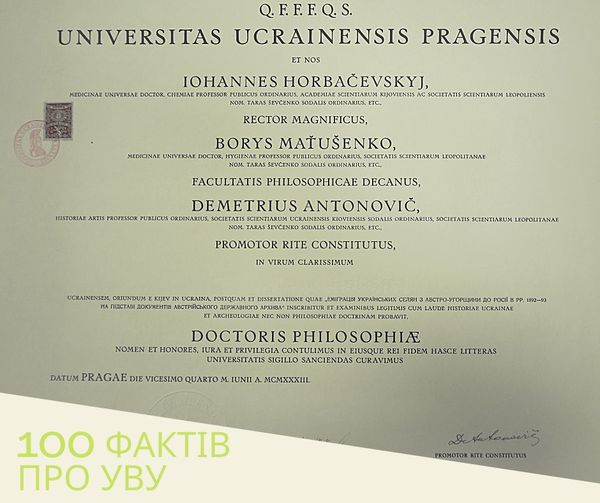 Q. F. F. F. Q. S.
UNIVERSITAS UCRAINENSIS PRAGENSIS
ET NOS
IOHANNES HORBAČEVSKYJ,
MEDICINAE UNIVERSAE DOCTOR, CHEMIAE PROFESSOR PUBLICUS ORDINARIUS, ACADEMIAE SCIENTIARUM KIJOVIENSIS AC SOCIETATIS SCIENTIARUM LEOPOLIENSIS
NOM. TARAS ŠEVČENKO SODALIS ORDINARIUS, ETC.,
RECTOR MAGNIFICUS,
BORYS MAŤUŠENKO,
MEDICINAE UNIVERSAE DOCTOR, HYGIENAE PROFESSOR PUBLICUS ORDINARIUS, SOCIETATIS SCIENTIARUM LEOPOLITANAE
NOM. TARAS ŠEVČENKO SODALIS ORDINARIUS, ETC.,
FACULTATIS PHILOSOPHICAE DECANUS,
DEMETRIUS ANTONOVIČ,
HISTORIAE ARTIS PROFESSOR PUBLICUS ORDINARIUS, SOCIETATIS SCIENTIARUM UCRAINENSIS KIOVIENSIS SODALIS ORDINARIUS, SOCIETATIS SCIENTIARUM LEOPOLITANAE
NOM. TARAS ŠEVČENKO SODALIS ORDINARIUS, ETC.,
PROMOTOR RITE CONSTITUTUS,
IN VIRUM CLARISSIMUM
UCRAINENSEM, ORIUNDUM E KIJEV IN UCRAINA, POSTQUAM ET DISSERTATIONE QUAE „ЕМІГРАЦІЯ УКРАЇНСЬКИХ СЕЛЯН З АВСТРО-УГОРЩИНИ ДО РОСІЇ В РР. 1892—93
НА ПІДСТАВІ ДОКУМЕНТІВ АВСТРІЙСЬКОГО ДЕРЖАВНОГО АРХИВА" INSCRIBITUR ET EXAMINIBUS LEGITIMIS CUM LAUDE HISTORIAE UCRAINAE
ET ARCHEOLOGIAE NEC NON PHILOSOPHIAE DOCTRINAM PROBAVIT,
DOCTORIS PHILOSOPHIÆ
NOMEN ET HONORES, IURA ET PRIVILEGIA CONTULIMUS IN EIUSQUE REI FIDEM HASCE LITTERAS
UNIVERSITATIS SIGILLO SANCIENDAS CURAVIMUS
DATUM PRAGAE DIE VICESIMO QUARTO M. IUNII A. MCMXXXIII.
Dr Antonovič
PROMOTOR RITE CONSTITUTUS
100 ФАКТІВ
ПРО УВУ